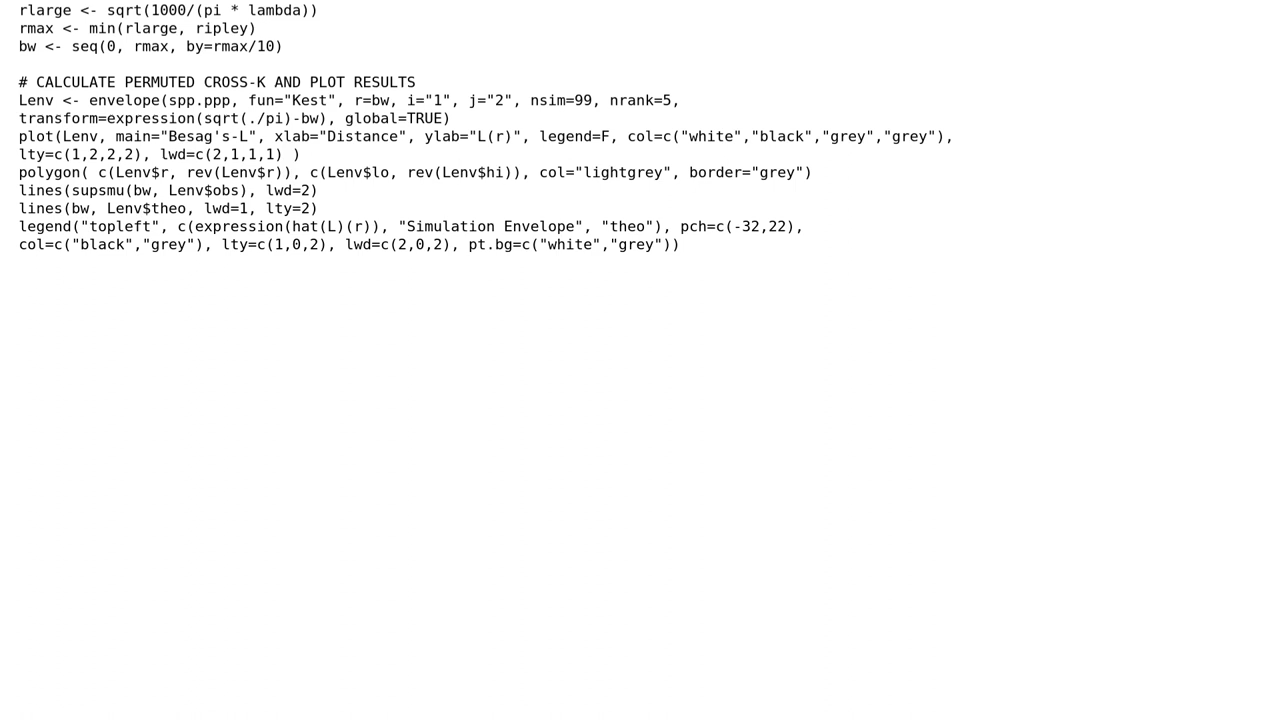 rlarge <- sqrt(1000/(pi * lambda))
rmax <- min(rlarge, ripley)
bw <- seq(0, rmax, by=rmax/10)
# CALCULATE PERMUTED CROSS-K AND PLOT RESULTS
Lenv <- envelope(spp.ppp, fun="Kest", r=bw, i="1", j="2", nsim=99, nrank=5,
transform=expression(sqrt(./pi)-bw), global=TRUE)
plot(Lenv, main="Besag's-L", xlab="Distance", ylab="L(r)", legend=F, col=c("white","black","grey","grey"),
lty=c(1,2,2,2), lwd=c(2,1,1,1) )
polygon( c(Lenv$r, rev(Lenv$r)), c(Lenv$lo, rev(Lenv$hi)), col="lightgrey", border="grey")
lines(supsmu(bw, Lenv$obs), lwd=2)
lines(bw, Lenv$theo, lwd=1, lty=2)
legend("topleft", c(expression(hat(L)(r)), "Simulation Envelope", "theo"), pch=c(-32,22),
col=c("black","grey"), lty=c(1,0,2), lwd=c(2,0,2), pt.bg=c("white","grey"))